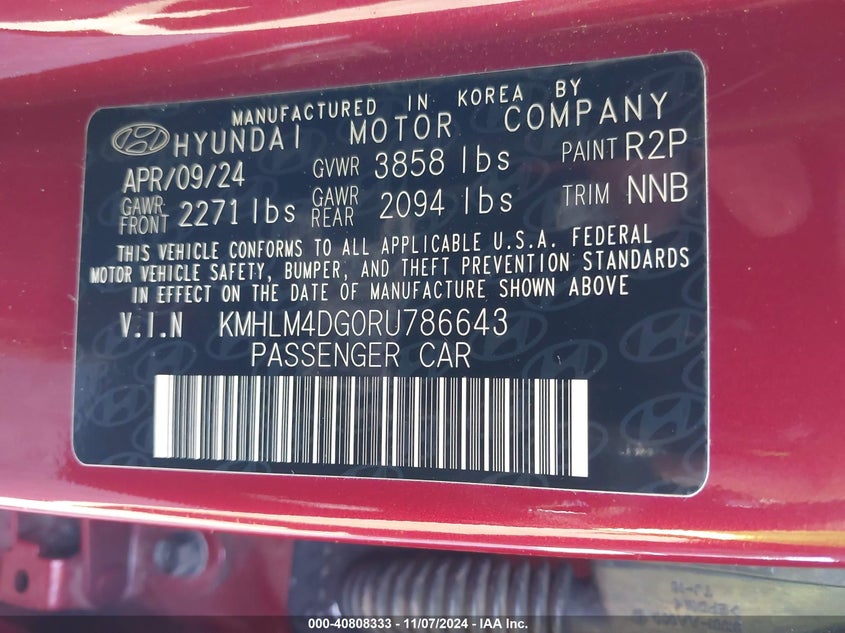 MANUFACTURED IN KOREA BY
HYUNDAI MOTOR COMPANY
APR/09/24 GVWR 3858 lbs PAINT R2P
GAWR FRONT 2271 lbs GAWR REAR 2094 lbs TRIM NNB
THIS VEHICLE CONFORMS TO ALL APPLICABLE U.S.A. FEDERAL
MOTOR VEHICLE SAFETY, BUMPER, AND THEFT PREVENTION STANDARDS
IN EFFECT ON THE DATE OF MANUFACTURE SHOWN ABOVE
V.I.N KMHLM4DG0RU786643
PASSENGER CAR
000-40808333 - 11/07/2024 - IAA Inc.